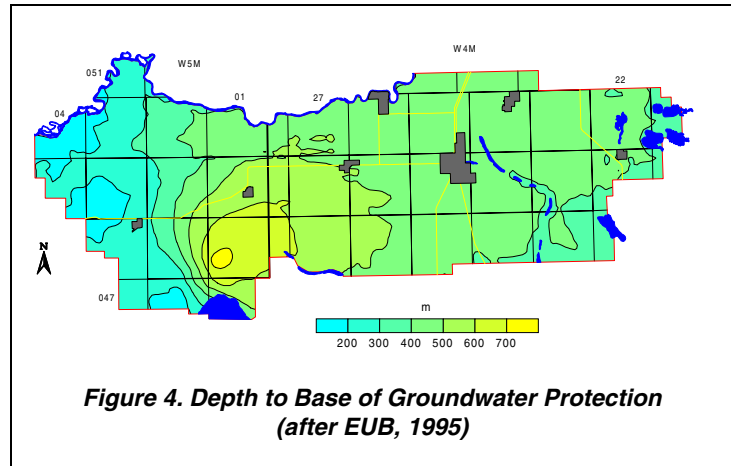 W4M
051
W5M
22
01
27
04
N
047
m
200 300 400 500 600 700
Figure 4. Depth to Base of Groundwater Protection
(after EUB, 1995)